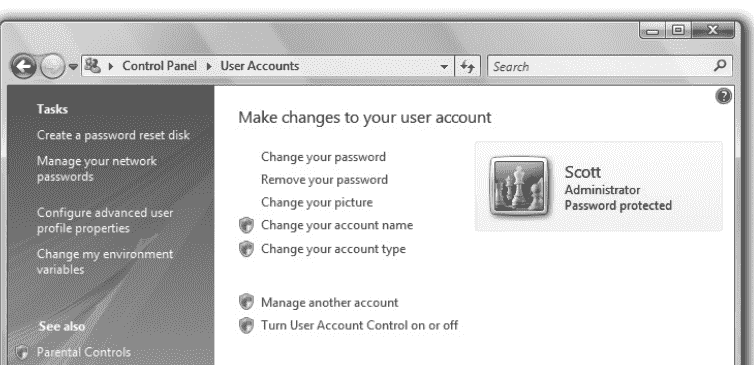 Control Panel User Accounts Search
Tasks
Create a password reset disk
Manage your network
passwords
Configure advanced user
profile properties
Change my environment
variables
See also
Parental Controls
Make changes to your user account
Change your password
Remove your password
Change your picture
Change your account name
Change your account type
Manage another account
Turn User Account Control on or off
Scott
Administrator
Password protected